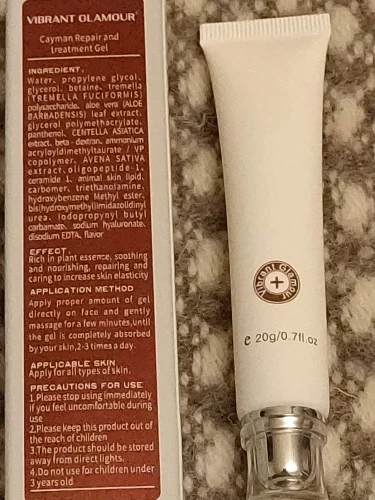 VIBRANT GLAMOUR
Cayman Repair and
treatment Gel
INGREDIENT:
Water, propylene glycol,
glycerol, betaine, tremella
(TREMELLA FUCIFORMIS)
polysaccharide, aloe vera (ALOE
BARBADENSIS) leaf extract,
glycerol polymethacrylate,
panthenol, CENTELLA ASIATICA
extract, beta - dextran, ammonium
acryloyldimethyltaurate / VP
copolymer, AVENA SATIVA
extract, oligopeptide-1,
ceramide 1, animal skin lipid,
carbomer, triethanolamine,
hydroxybenzene Methyl ester,
bis(hydroxymethyl)imidazolidinyl
urea, iodopropynyl butyl
carbamate, sodium hyaluronate,
disodium EDTA, flavor
EFFECT:
Rich in plant essence, soothing
and nourishing, repairing and
caring to increase skin elasticity
APPLICATION METHOD
Apply proper amount of gel
directly on face and gently
massage for a few minutes,until
the gel is completely absorbed
by your skin,2-3 times a day.
APPLICABLE SKIN
Apply for all types of skin.
PRECAUTIONS FOR USE
1.Please stop using immediately
if you feel uncomfortable during
use
2.Please keep this product out of
the reach of children
3.The product should be stored
away from direct lights.
4.Do not use for children under
3 years old
Vibrant Glamour
e 20g/0.7fl.oz